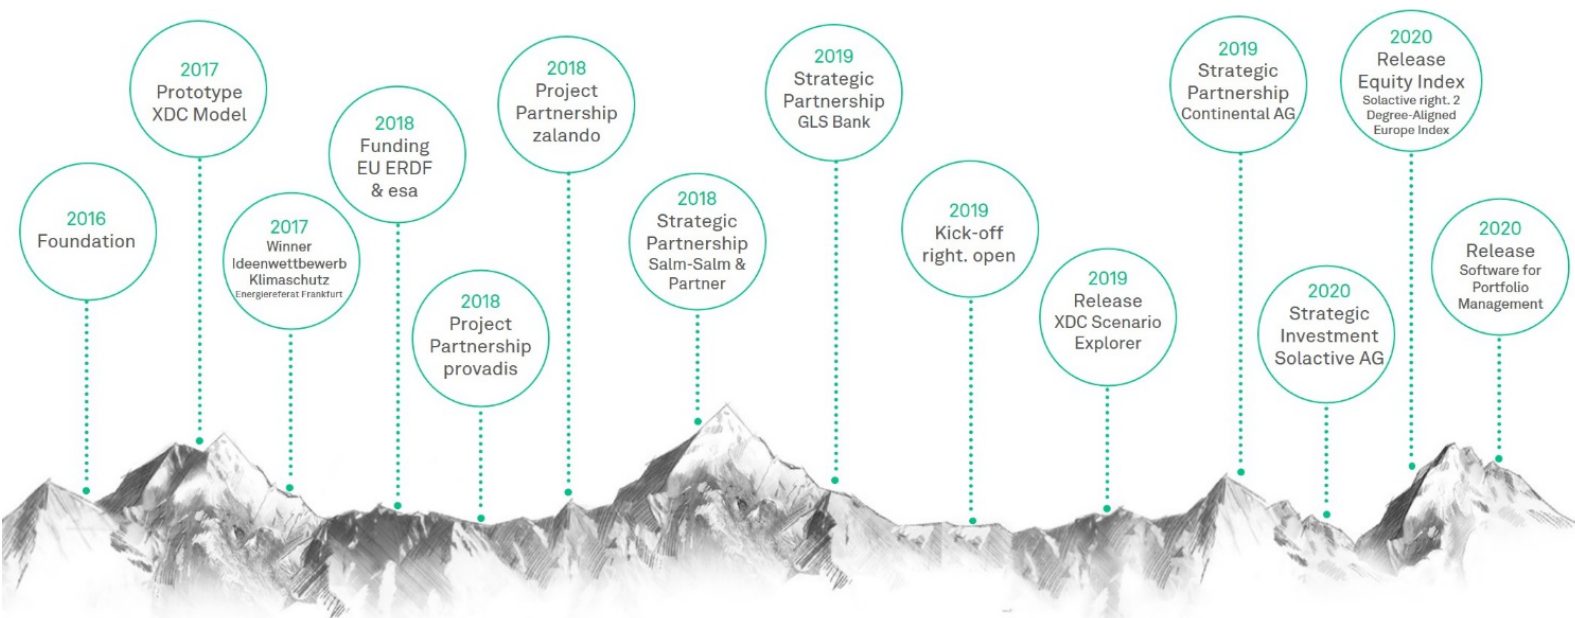 2016
Foundation
2017
Prototype
XDC Model
2017
Winner
Ideenwettbewerb
Klimaschutz
Energiereferat Frankfurt
2018
Funding
EU ERDF
& esa
2018
Project
Partnership
provadis
2018
Project
Partnership
zalando
2018
Strategic
Partnership
Salm-Salm &
Partner
2019
Strategic
Partnership
GLS Bank
2019
Kick-off
right. open
2019
Release
XDC Scenario
Explorer
2019
Strategic
Partnership
Continental AG
2020
Strategic
Investment
Solactive AG
2020
Release
Equity Index
Solactive right. 2
Degree-Aligned
Europe Index
2020
Release
Software for
Portfolio
Management